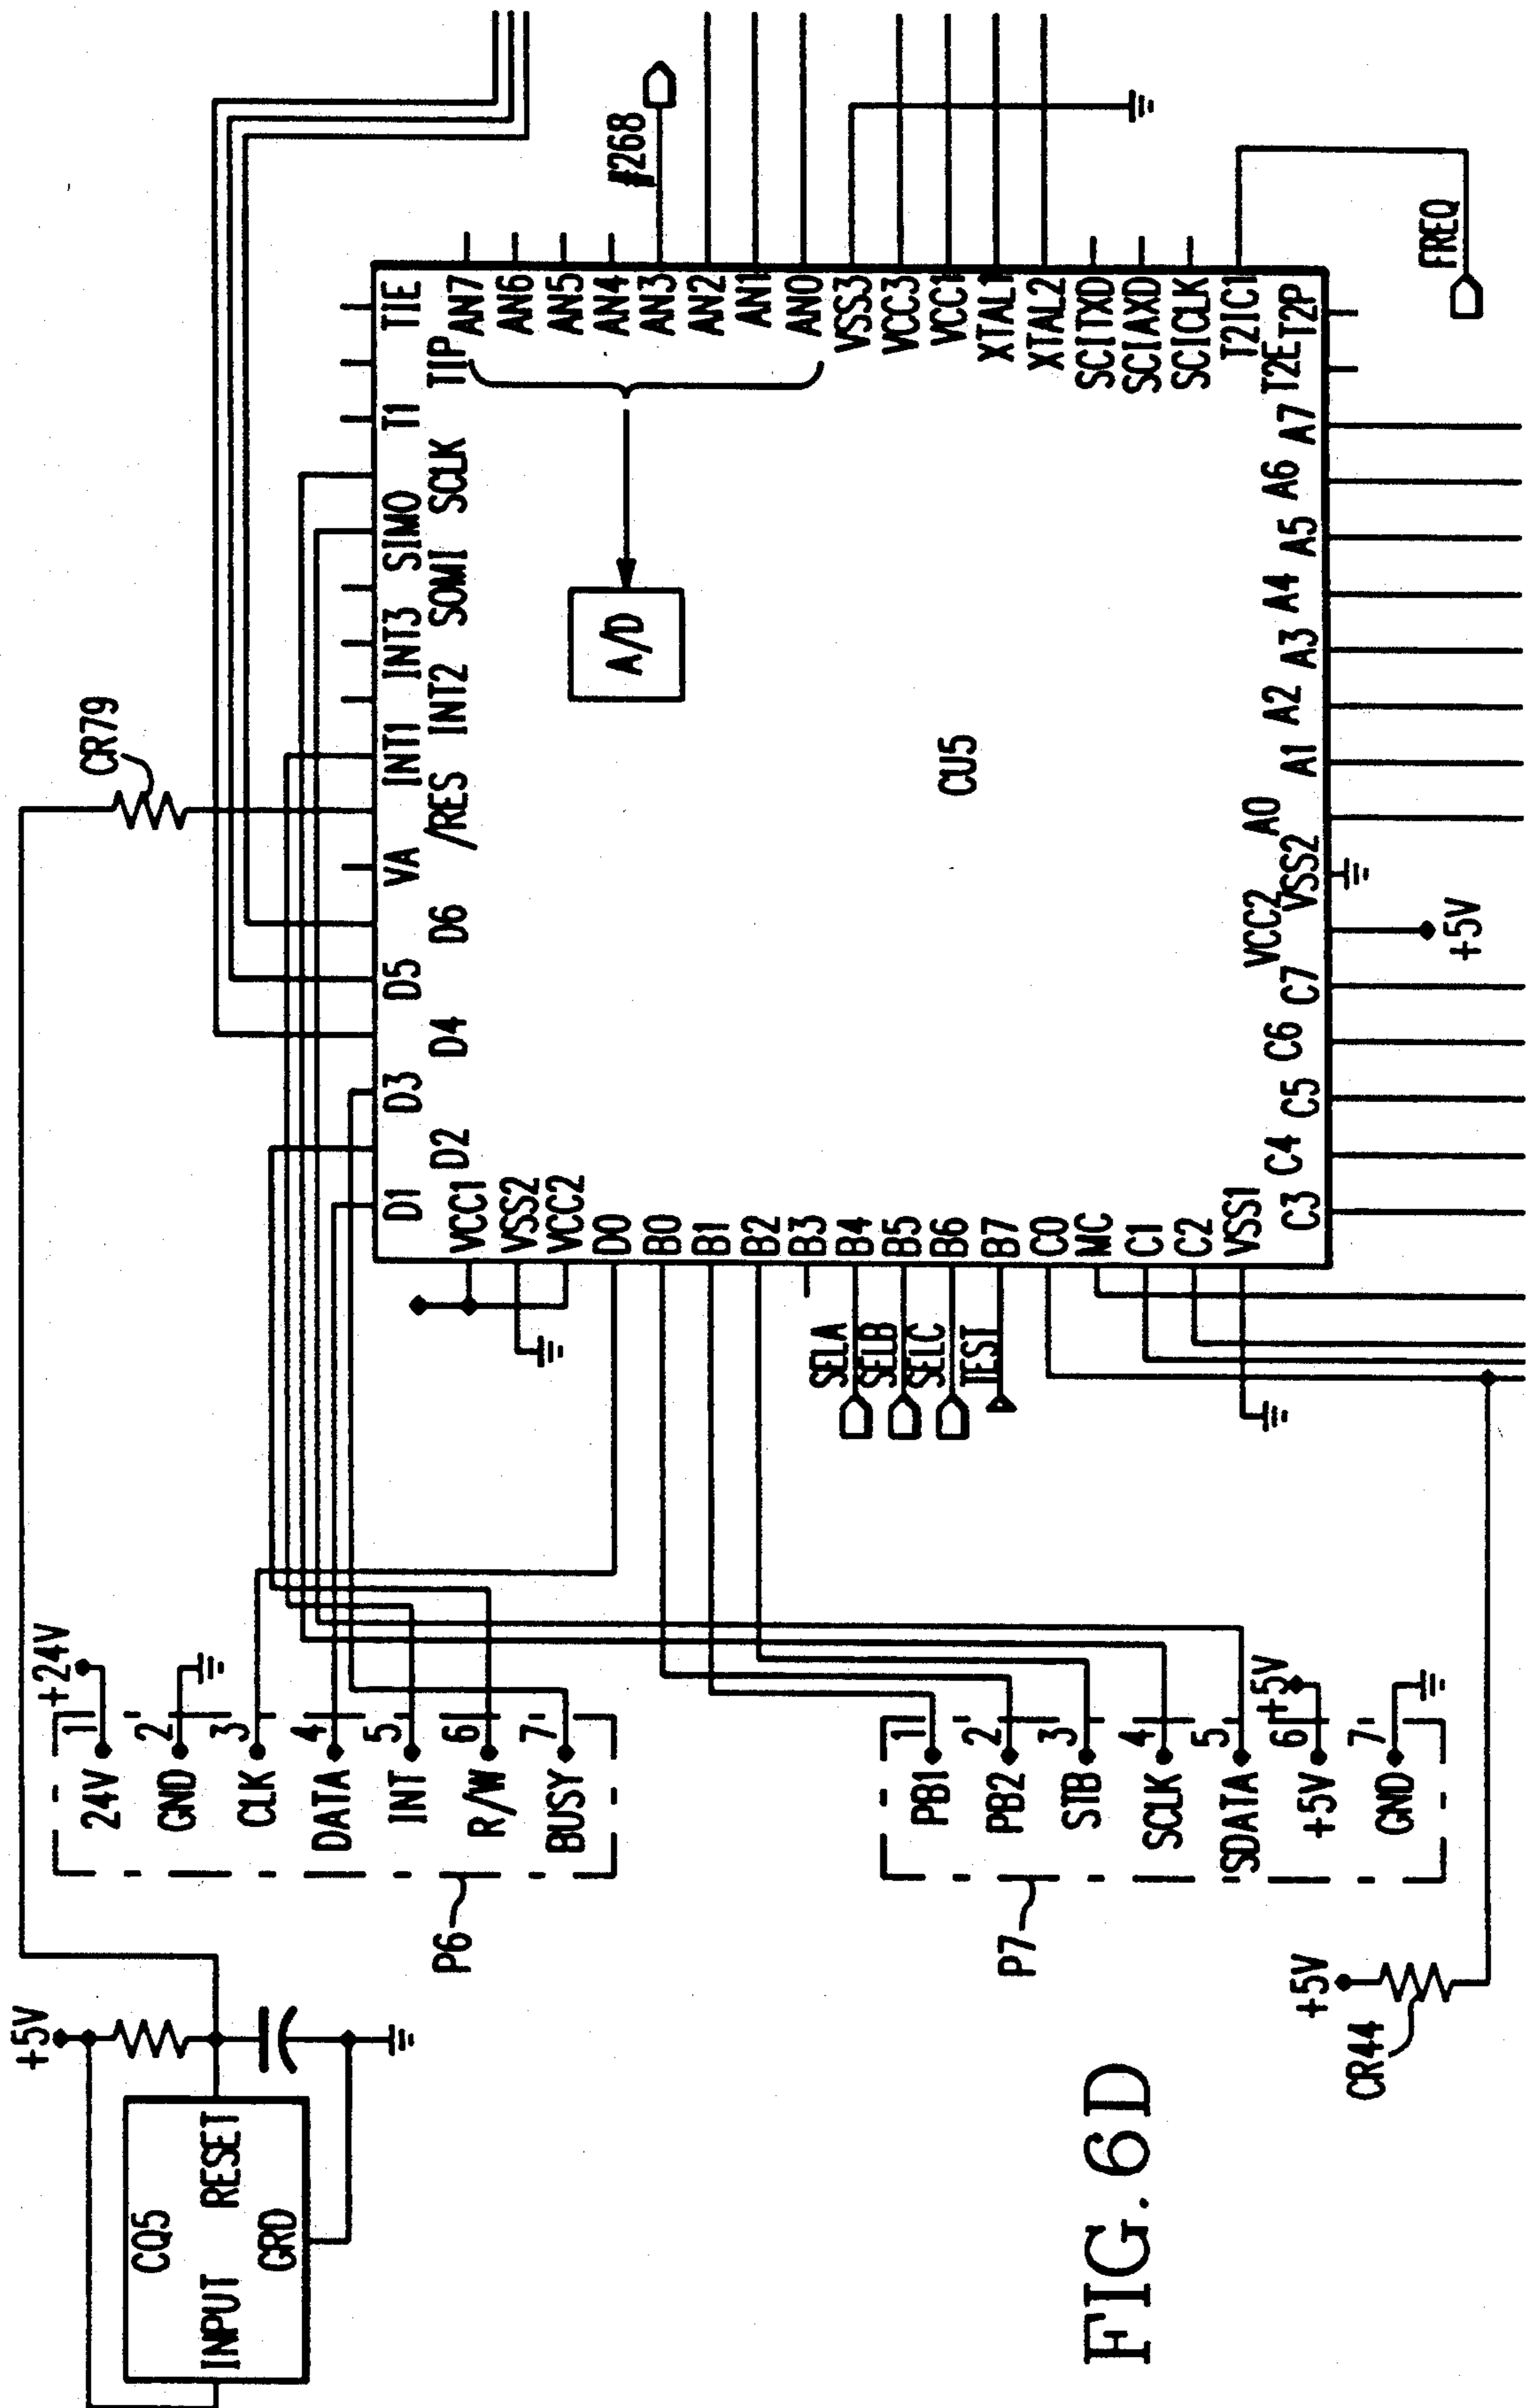 +5V
CQ5
INPUT RESET
GRD
CR79
P6
+24V
24V 1
GND 2
CLK 3
DATA 4
INT 5
R/W 6
BUSY 7
P7
PB1 1
PB2 2
STB 3
SCLK 4
SDATA 5
+5V 6
+5V
GND 7
+5V
CR44
D1
D2
D3
D4
D5
D6
VA
/RES
INT1
INT2
INT3
SOMI
SIMO
SCLK
T1
TIP
TIE
VCC1
VSS2
VCC2
D0
B0
B1
B2
B3
B4
B5
B6
B7
C0
MC
C1
C2
VSS1
SELA
SELB
SELC
TEST
A/D
CU5
AN7
AN6
AN5
AN4
AN3
AN2
AN1
AN0
VSS3
VCC3
VCC1
XTAL1
XTAL2
SCITXD
SCIAXD
SCICLK
T2IC1
#268
FREQ
C3
C4
C5
C6
C7
VCC2
VSS2
A0
A1
A2
A3
A4
A5
A6
A7
T2E
T2P
+5V
FIG. 6D